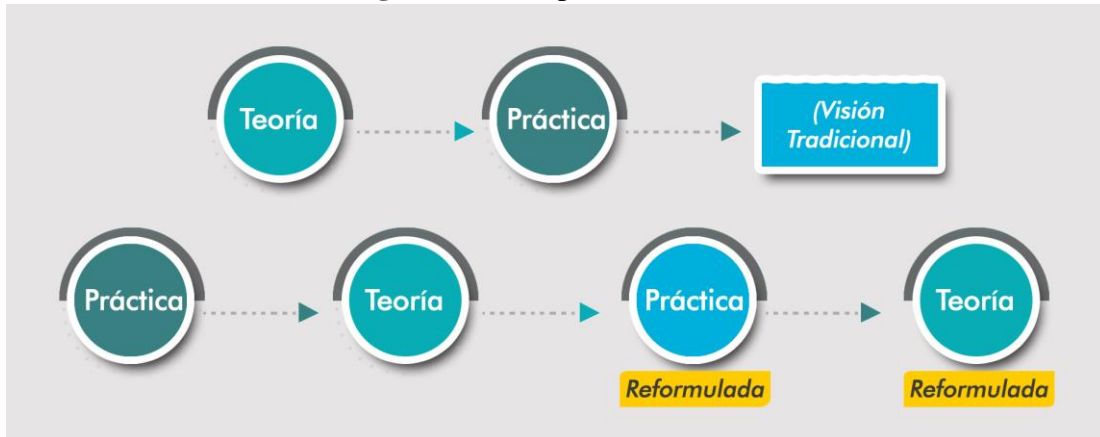 Teoría
Práctica
(Visión
Tradicional)
Práctica
Teoría
Práctica
Teoría
Reformulada
Reformulada